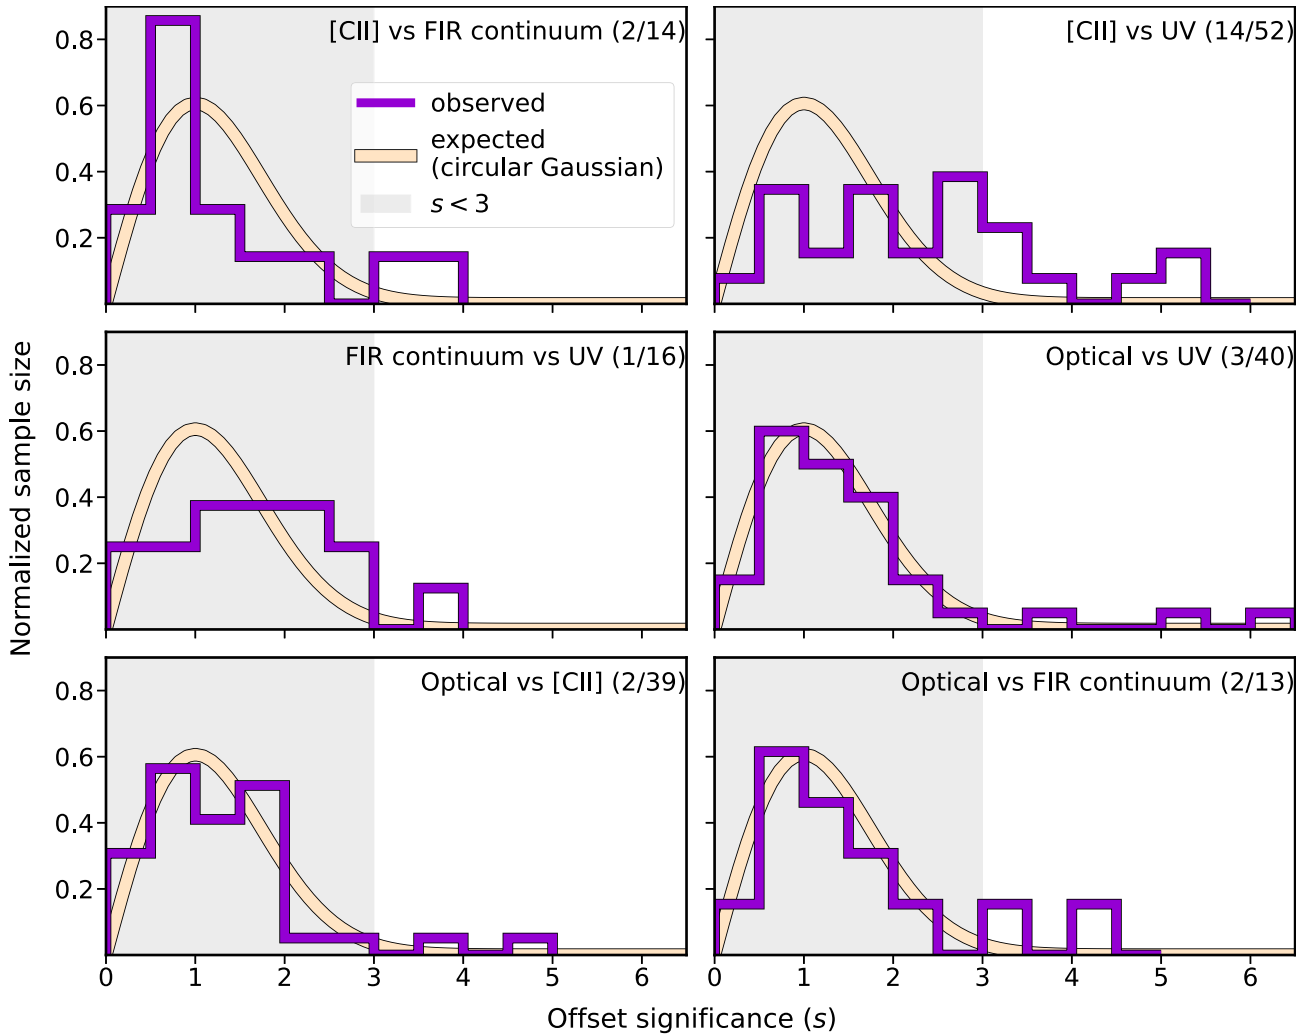 [CII] vs FIR continuum (2/14)
observed
expected
(circular Gaussian)
s < 3
0.8
0.6
0.4
0.2
[CII] vs UV (14/52)
FIR continuum vs UV (1/16)
0.8
0.6
0.4
0.2
Optical vs UV (3/40)
Optical vs [CII] (2/39)
0.8
0.6
0.4
0.2
0 1 2 3 4 5 6
Optical vs FIR continuum (2/13)
0 1 2 3 4 5 6
Normalized sample size
Offset significance (s)